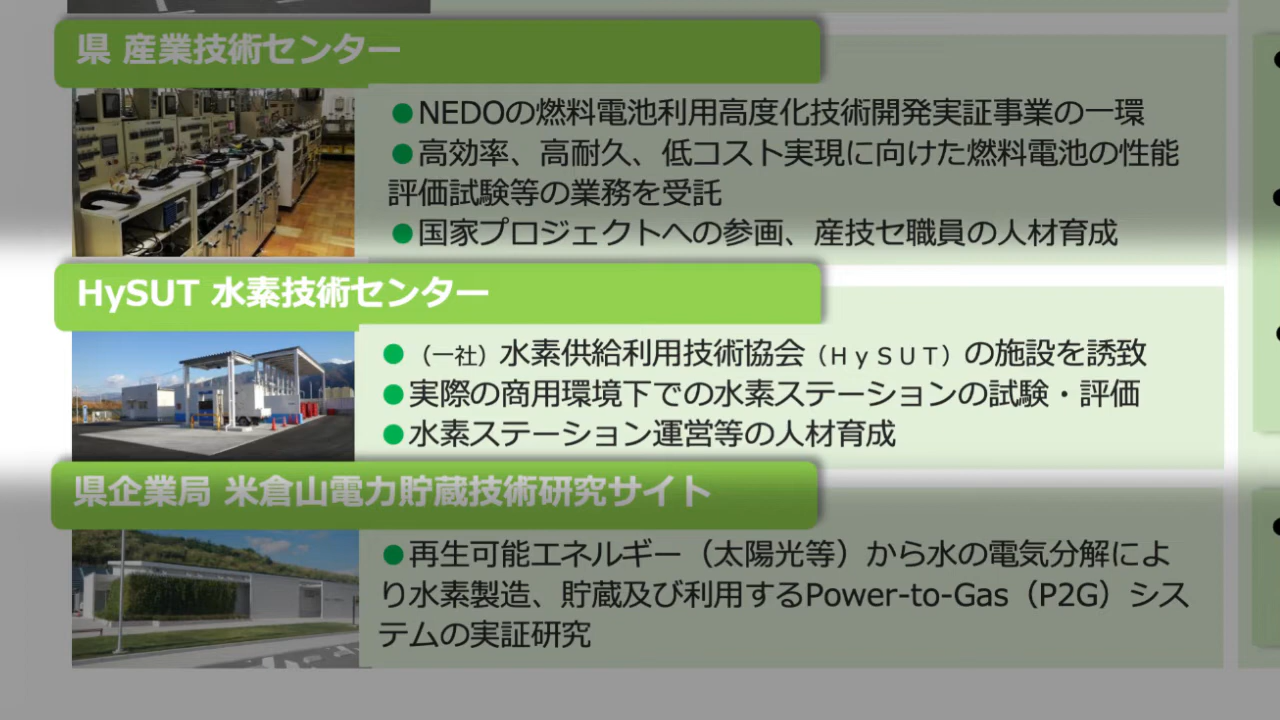 県 産業技術センター
●NEDOの燃料電池利用高度化技術開発実証事業の一環
●高効率、高耐久、低コスト実現に向けた燃料電池の性能
評価試験等の業務を受託
●国家プロジェクトへの参画、産技セ職員の人材育成
HySUT 水素技術センター
●（一社）水素供給利用技術協会（ＨｙＳＵＴ）の施設を誘致
●実際の商用環境下での水素ステーションの試験・評価
●水素ステーション運営等の人材育成
県企業局 米倉山電力貯蔵技術研究サイト
●再生可能エネルギー（太陽光等）から水の電気分解によ
り水素製造、貯蔵及び利用するPower-to-Gas（P2G）シス
テムの実証研究